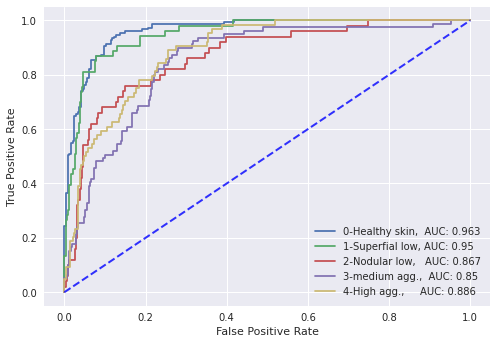 1.0
0.8
0.6
0.4
0.2
0.0
True Positive Rate
0-Healthy skin,  AUC: 0.963
1-Superfial low, AUC: 0.95
2-Nodular low,   AUC: 0.867
3-medium agg.,  AUC: 0.85
4-High agg.,     AUC: 0.886
0.0 0.2 0.4 0.6 0.8 1.0
False Positive Rate